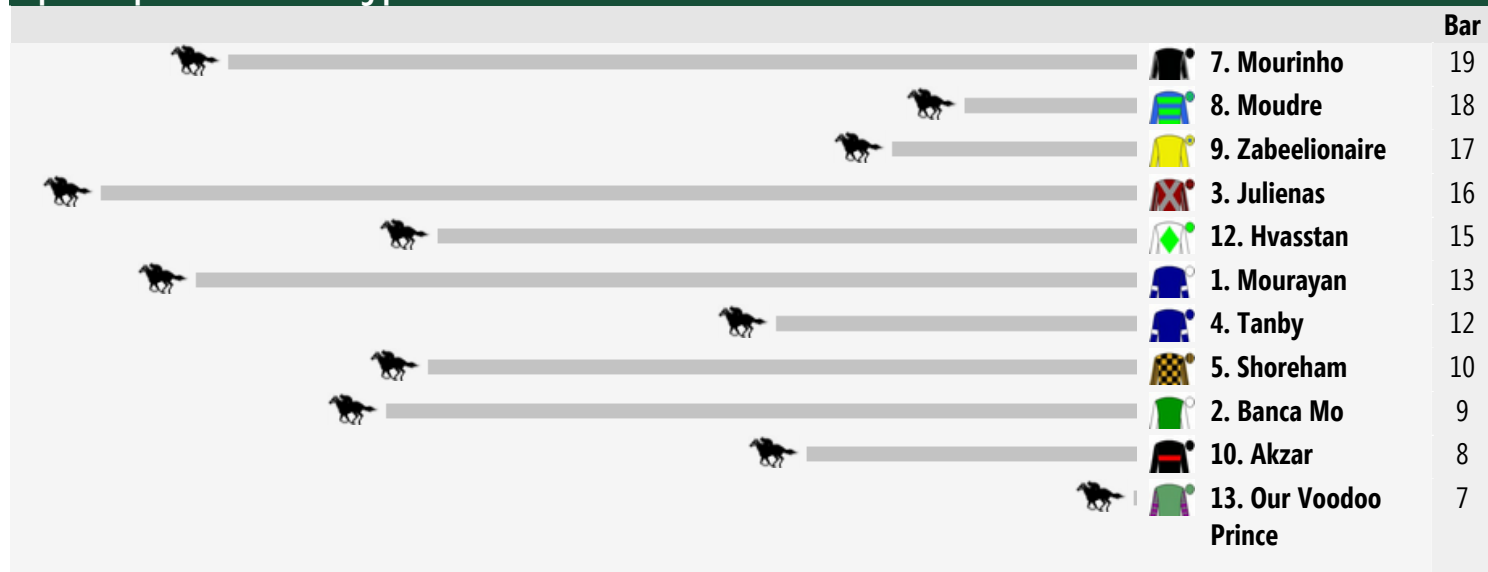 Bar
7. Mourinho 19
8. Moudre 18
9. Zabeelionaire 17
3. Julienas 16
12. Hvasstan 15
1. Mourayan 13
4. Tanby 12
5. Shoreham 10
2. Banca Mo 9
10. Akzar 8
13. Our Voodoo 7
Prince